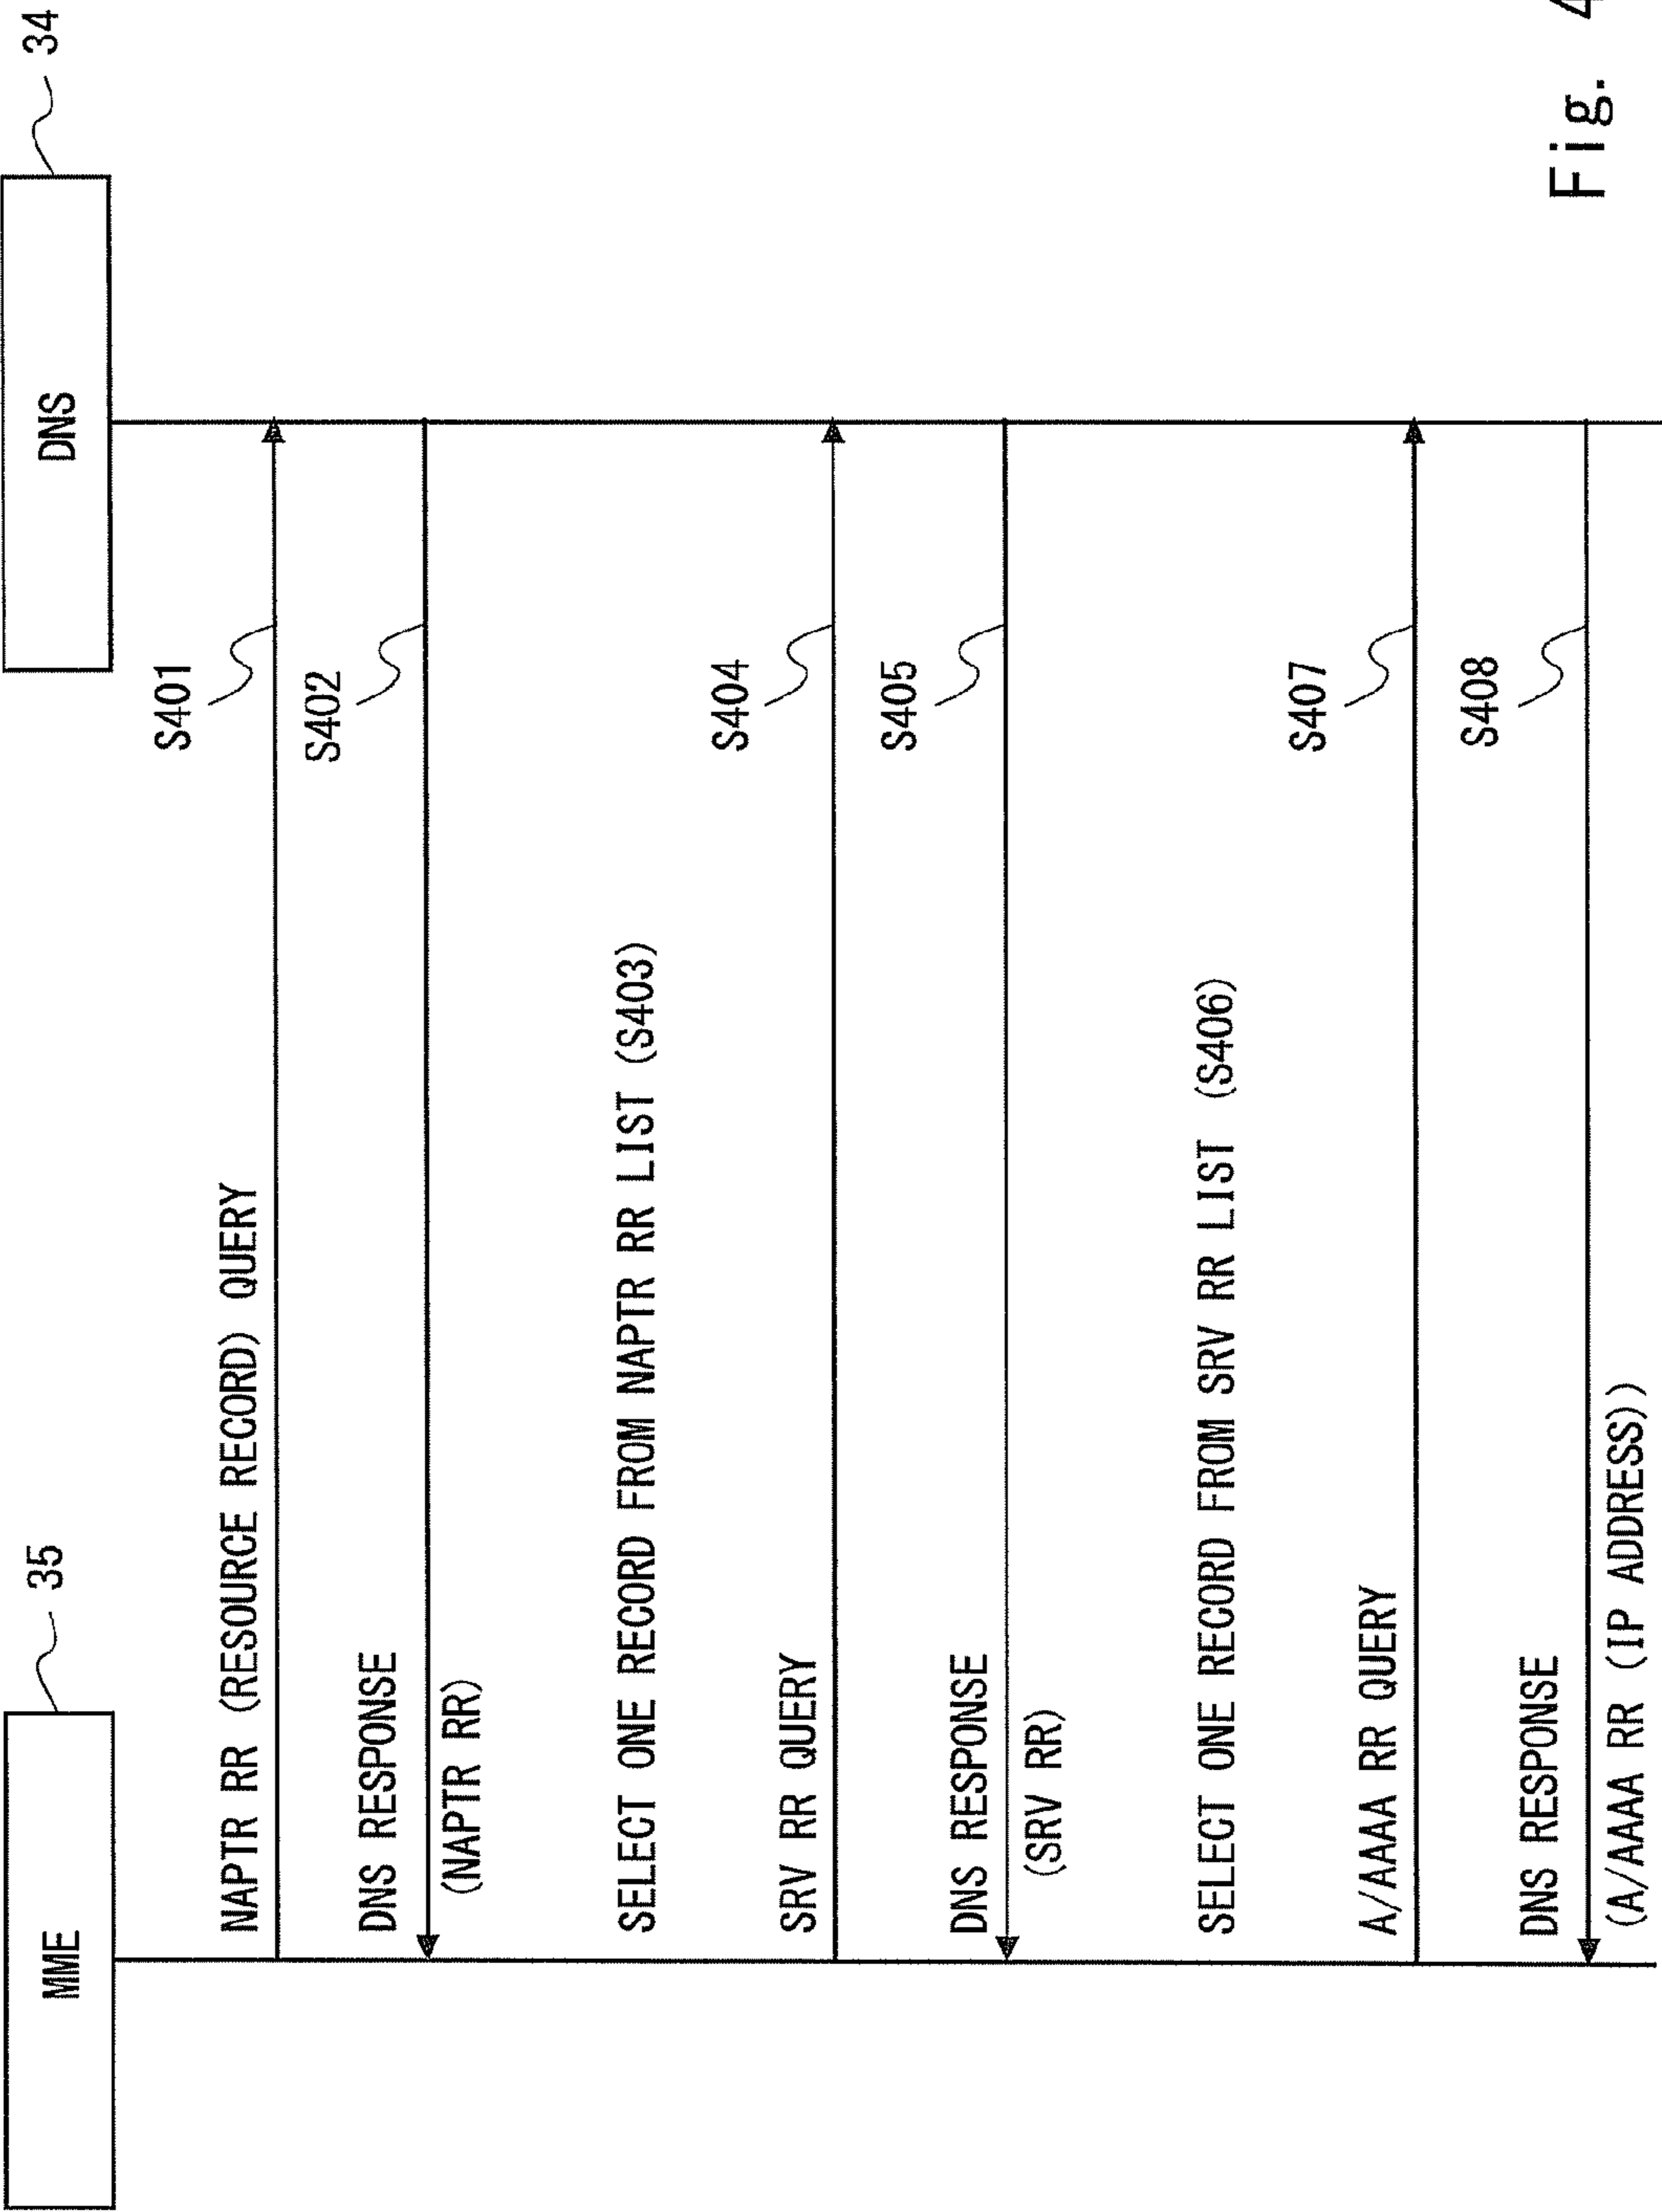 MME
35
DNS
34
NAPTR RR (RESOURCE RECORD) QUERY
S401
DNS RESPONSE
(NAPTR RR)
S402
SELECT ONE RECORD FROM NAPTR RR LIST (S403)
SRV RR QUERY
S404
DNS RESPONSE
(SRV RR)
S405
SELECT ONE RECORD FROM SRV RR LIST (S406)
A/AAAA RR QUERY
S407
DNS RESPONSE
(A/AAAA RR (IP ADDRESS))
S408
Fig. 4